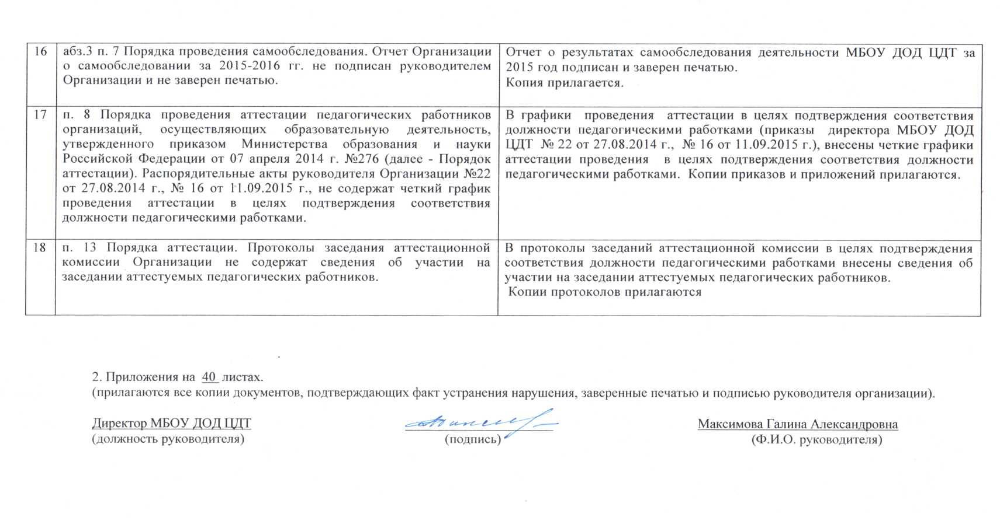 16
абз.3 п. 7 Порядка проведения самообследования. Отчет Организации
о самообследовании за 2015-2016 гг. не подписан руководителем
Организации и не заверен печатью.
Отчет о результатах самообследования деятельности МБОУ ДОД ЦДТ за
2015 год подписан и заверен печатью.
Копия прилагается.
17
п. 8 Порядка проведения аттестации педагогических работников
организаций, осуществляющих образовательную деятельность,
утвержденного приказом Министерства образования и науки
Российской Федерации от 07 апреля 2014 г. №276 (далее - Порядок
аттестации). Распорядительные акты руководителя Организации №22
от 27.08.2014 г., № 16 от 11.09.2015 г., не содержат четкий график
проведения аттестации в целях подтверждения соответствия
должности педагогическими работками.
В графики проведения аттестации в целях подтверждения соответствия
должности педагогическими работками (приказы директора МБОУ ДОД
ЦДТ № 22 от 27.08.2014 г., № 16 от 11.09.2015 г.), внесены четкие графики
аттестации проведения в целях подтверждения соответствия должности
педагогическими работками. Копии приказов и приложений прилагаются.
18
п. 13 Порядка аттестации. Протоколы заседания аттестационной
комиссии Организации не содержат сведения об участии на
заседании аттестуемых педагогических работников.
В протоколы заседаний аттестационной комиссии в целях подтверждения
соответствия должности педагогическими работками внесены сведения об
участии на заседании аттестуемых педагогических работников.
Копии протоколов прилагаются
2. Приложения на 40 листах.
(прилагаются все копии документов, подтверждающих факт устранения нарушения, заверенные печатью и подписью руководителя организации).
Директор МБОУ ДОД ЦДТ
(должность руководителя)
(подпись)
Максимова Галина Александровна
(Ф.И.О. руководителя)